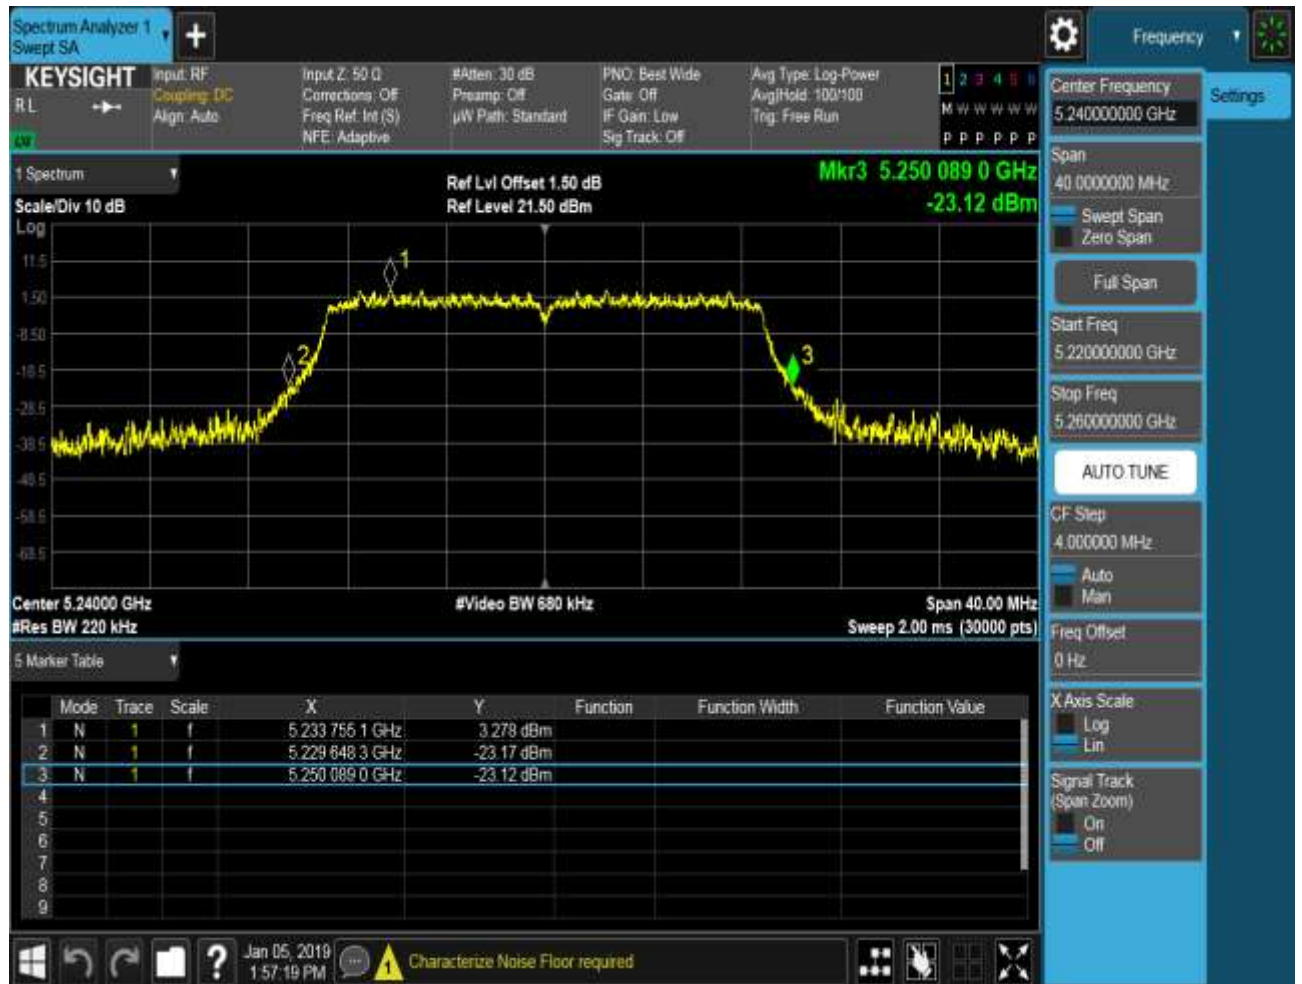 Spectrum Analyzer 1
Swept SA
Frequency
KEYSIGHT
RL
Input: RF
Coupling: DC
Align: Auto
Input Z: 50 Ω
Corrections: Off
Freq Ref: Int (S)
NFE: Adaptive
#Atten: 30 dB
Preamp: Off
µW Path: Standard
PNO: Best Wide
Gate: Off
IF Gain: Low
Sig Track: Off
Avg Type: Log-Power
Avg|Hold: 100/100
Trig: Free Run
1 2 3 4 5 6
M W W W W W
P P P P P P
1 Spectrum
Scale/Div 10 dB
Log
Ref Lvl Offset 1.50 dB
Ref Level 21.50 dBm
Mkr3 5.250 089 0 GHz
-23.12 dBm
11.5
1.50
-8.50
-18.5
-28.5
-38.5
-48.5
-58.5
-68.5
1
2
3
Center 5.24000 GHz
#Res BW 220 kHz
#Video BW 680 kHz
Span 40.00 MHz
Sweep 2.00 ms (30000 pts)
5 Marker Table
Mode Trace Scale X Y Function Function Width Function Value
1 N 1 f 5.233 755 1 GHz 3.278 dBm
2 N 1 f 5.229 648 3 GHz -23.17 dBm
3 N 1 f 5.250 089 0 GHz -23.12 dBm
4
5
6
7
8
9
Center Frequency
5.240000000 GHz
Settings
Span
40.0000000 MHz
Swept Span
Zero Span
Full Span
Start Freq
5.220000000 GHz
Stop Freq
5.260000000 GHz
AUTO TUNE
CF Step
4.000000 MHz
Auto
Man
Freq Offset
0 Hz
X Axis Scale
Log
Lin
Signal Track
(Span Zoom)
On
Off
?
Jan 05, 2019
1:57:19 PM
1
Characterize Noise Floor required